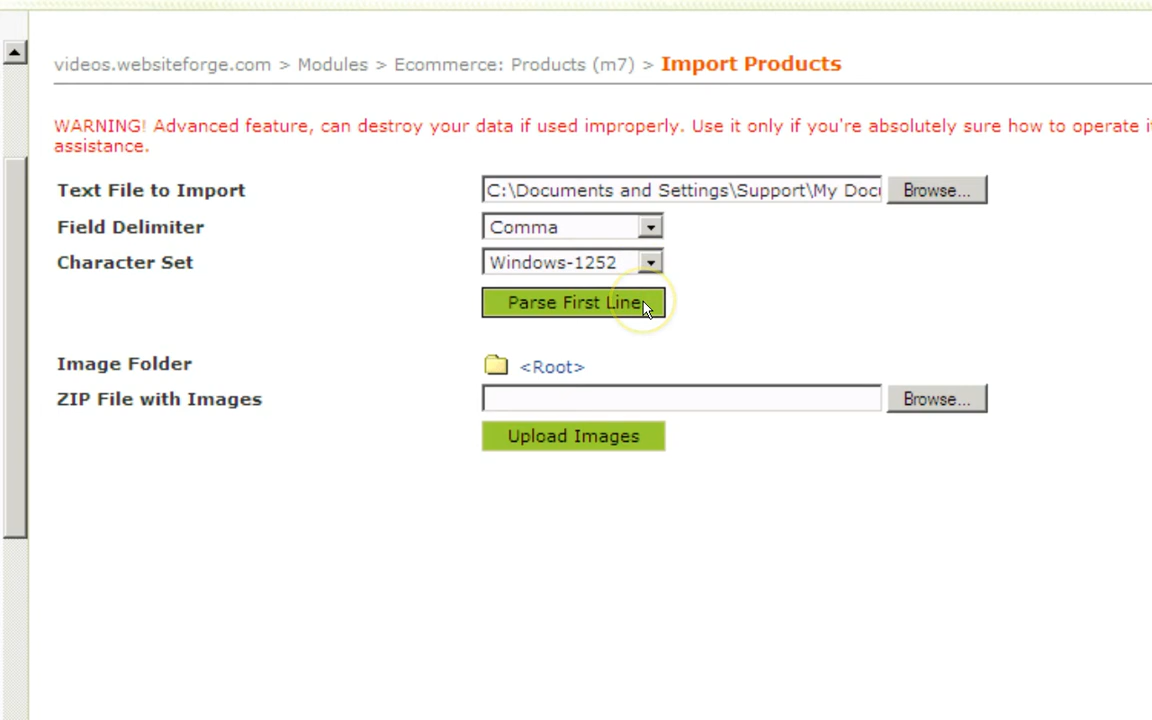 videos.websiteforge.com > Modules > Ecommerce: Products (m7) > Import Products
WARNING! Advanced feature, can destroy your data if used improperly. Use it only if you're absolutely sure how to operate
assistance.
Text File to Import C:\Documents and Settings\Support\My Browse...
Field Delimiter Comma
Character Set Windows-1252
Parse First Line
Image Folder <Root>
ZIP File with Images Browse...
Upload Images